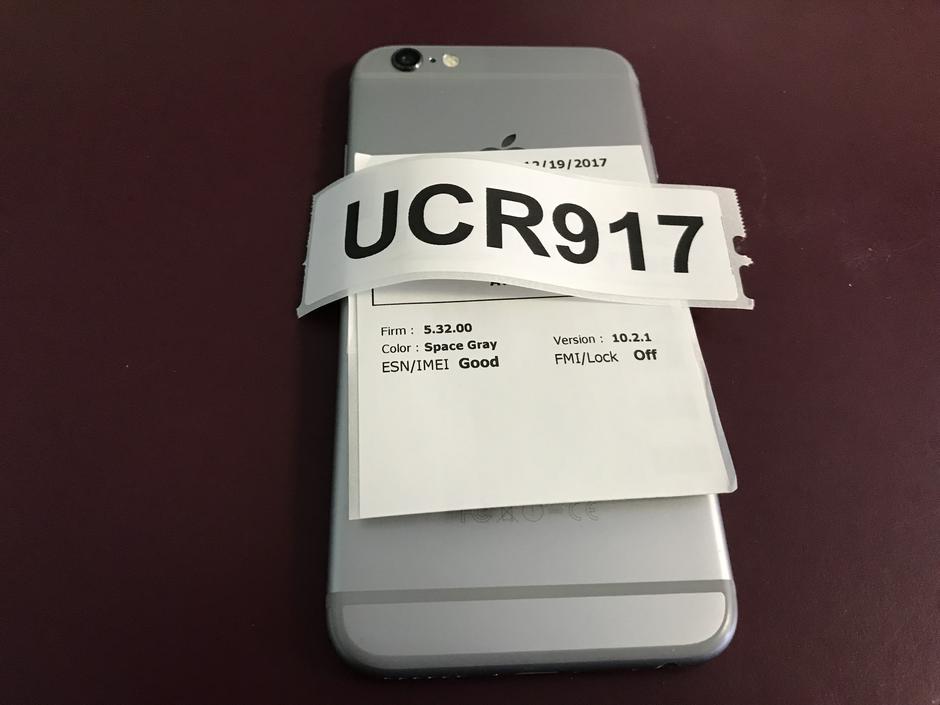 12/19/2017
UCR917
Firm : 5.32.00
Color : Space Gray
ESN/IMEI Good
Version : 10.2.1
FMI/Lock Off